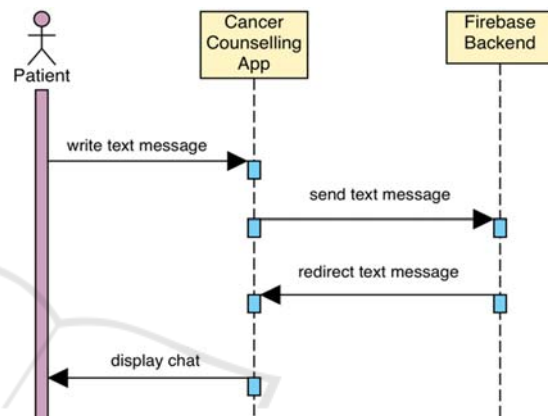 Patient
Cancer
Counselling
App
Firebase
Backend
write text message
send text message
redirect text message
display chat